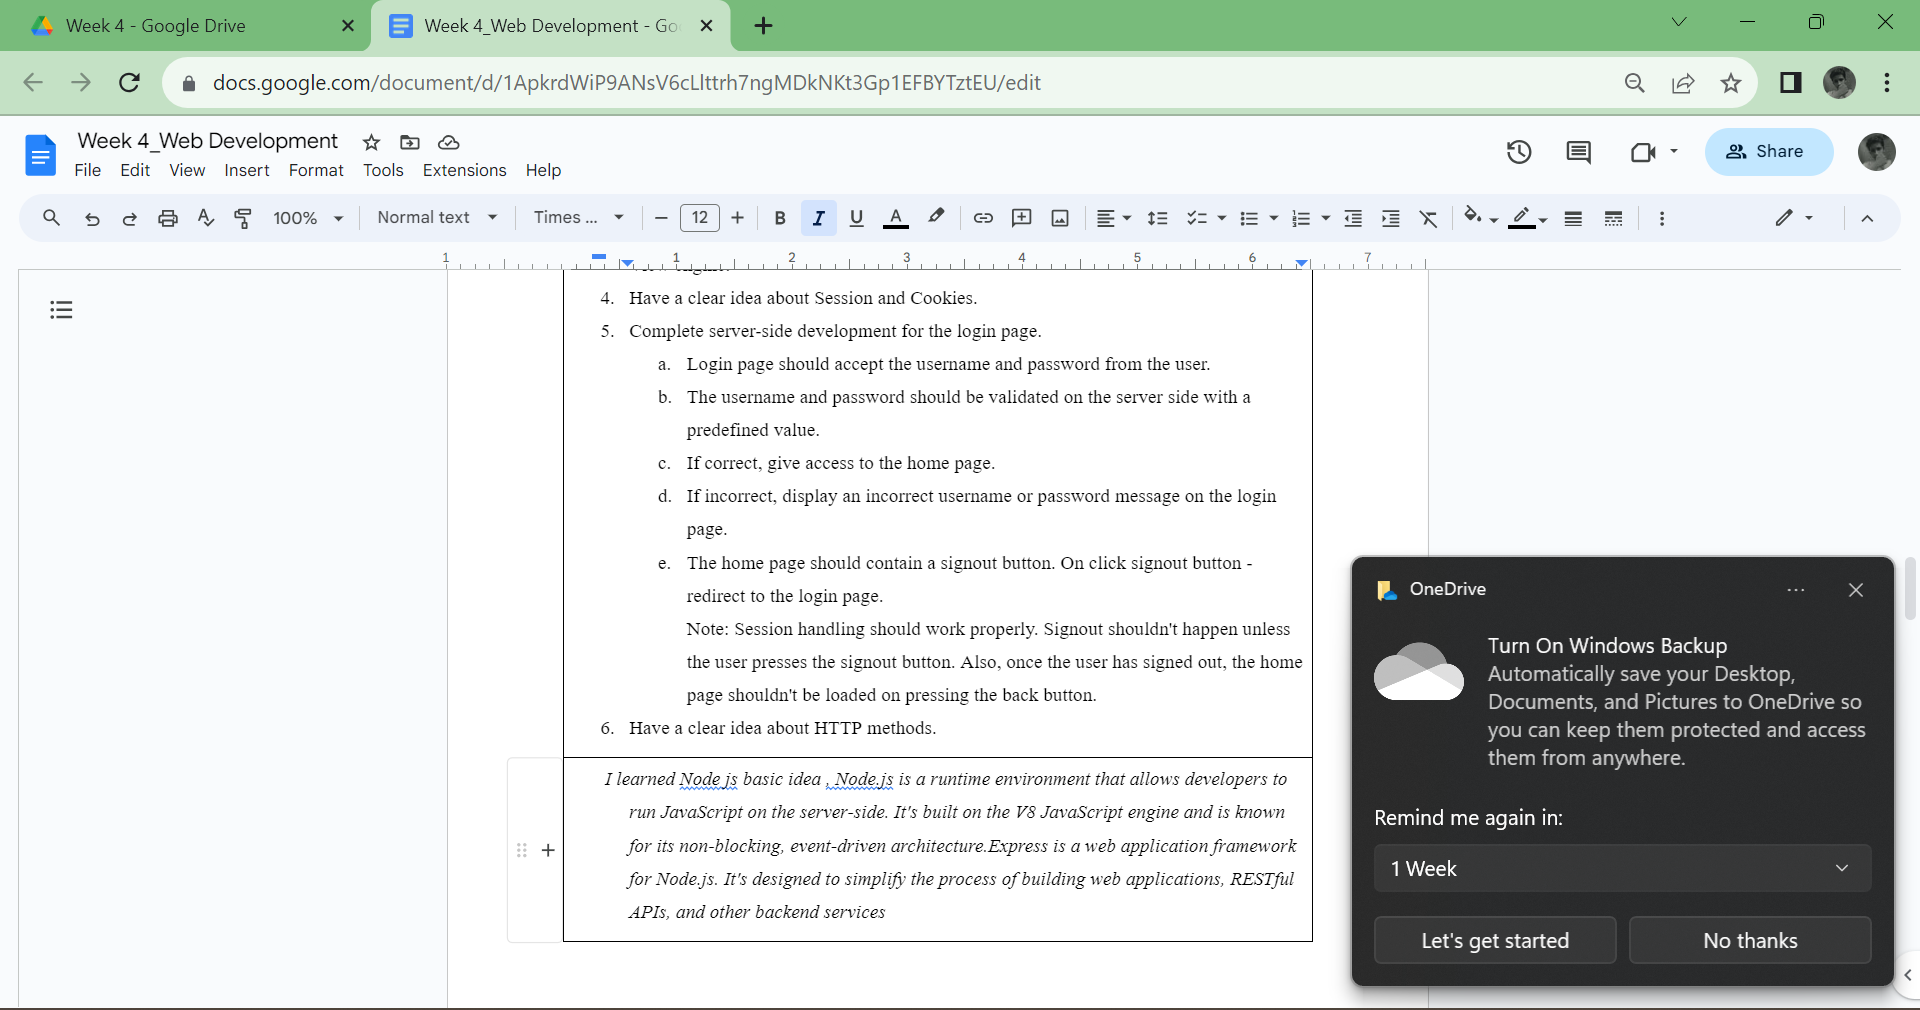 Week 4 - Google Drive
Week 4_Web Development - Go
docs.google.com/document/d/1ApkrdWiP9ANsV6cLlttrh7ngMDkNKt3Gp1EFBYTztEU/edit
Week 4_Web Development
File Edit View Insert Format Tools Extensions Help
Share
100% Normal text Times ... 12 B I U A
1 1 2 3 4 5 6 7
4. Have a clear idea about Session and Cookies.
5. Complete server-side development for the login page.
a. Login page should accept the username and password from the user.
b. The username and password should be validated on the server side with a
predefined value.
c. If correct, give access to the home page.
d. If incorrect, display an incorrect username or password message on the login
page.
e. The home page should contain a signout button. On click signout button -
redirect to the login page.
Note: Session handling should work properly. Signout shouldn't happen unless
the user presses the signout button. Also, once the user has signed out, the home
page shouldn't be loaded on pressing the back button.
6. Have a clear idea about HTTP methods.
I learned Node js basic idea , Node.js is a runtime environment that allows developers to
run JavaScript on the server-side. It's built on the V8 JavaScript engine and is known
for its non-blocking, event-driven architecture.Express is a web application framework
for Node.js. It's designed to simplify the process of building web applications, RESTful
APIs, and other backend services
OneDrive
Turn On Windows Backup
Automatically save your Desktop,
Documents, and Pictures to OneDrive so
you can keep them protected and access
them from anywhere.
Remind me again in:
1 Week
Let's get started
No thanks